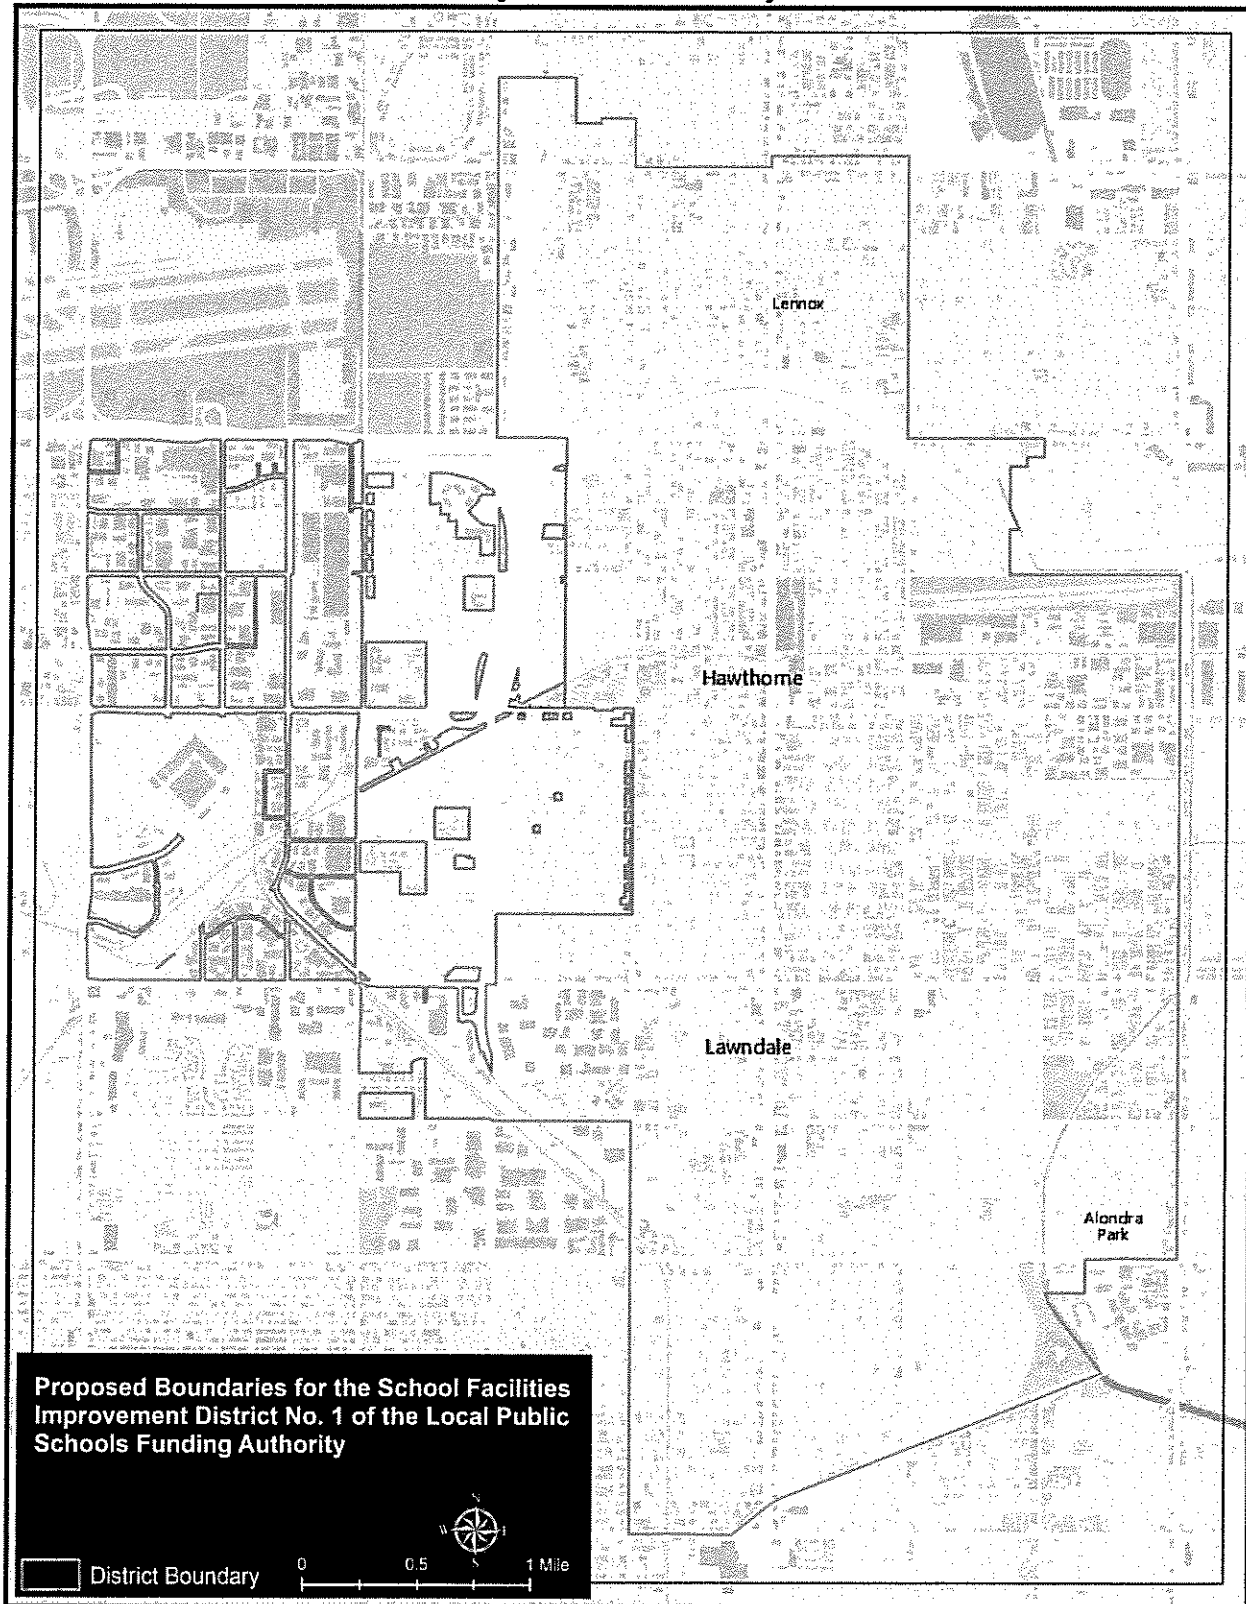 Lennox
Hawthorne
Lawndale
Alondra
Park
Proposed Boundaries for the School Facilities
Improvement District No. 1 of the Local Public
Schools Funding Authority
W
S
District Boundary
0 0.5 1 Mile